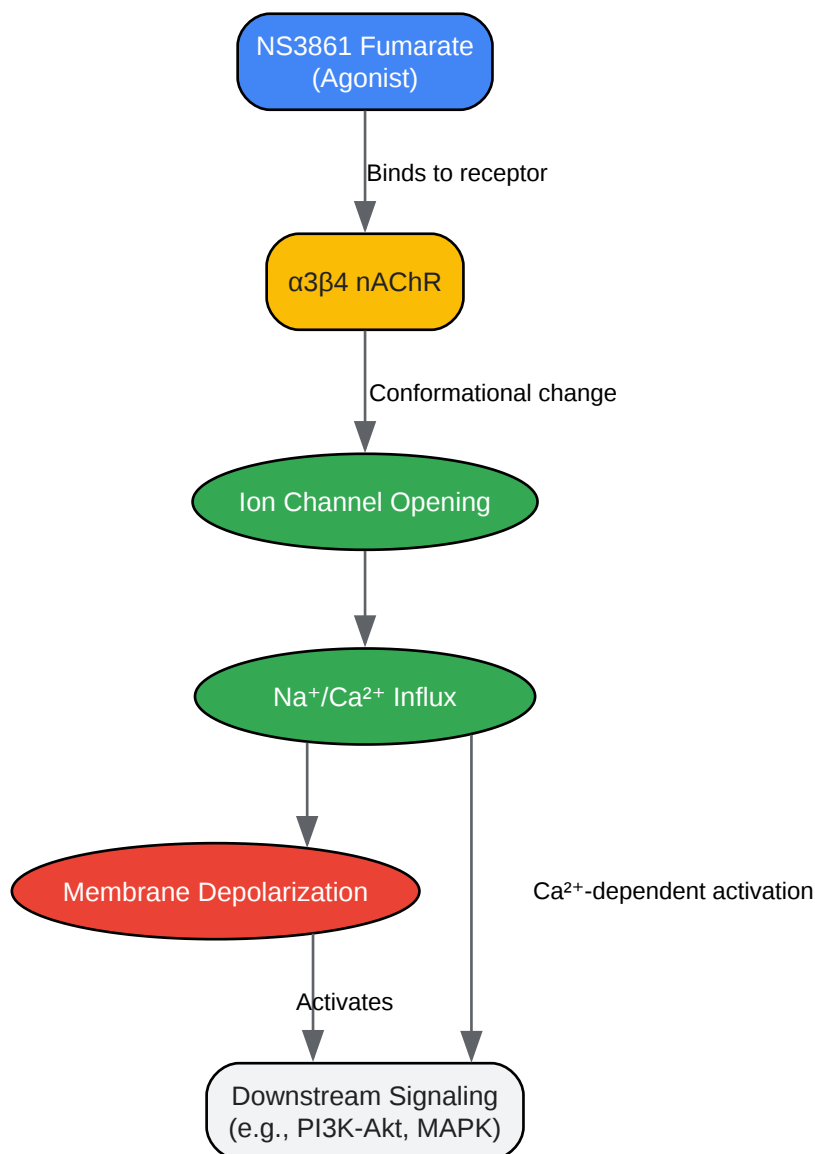 NS3861 Fumarate
(Agonist)
Binds to receptor
α3β4 nAChR
Conformational change
Ion Channel Opening
Na⁺/Ca²⁺ Influx
Membrane Depolarization
Ca²⁺-dependent activation
Activates
Downstream Signaling
(e.g., PI3K-Akt, MAPK)